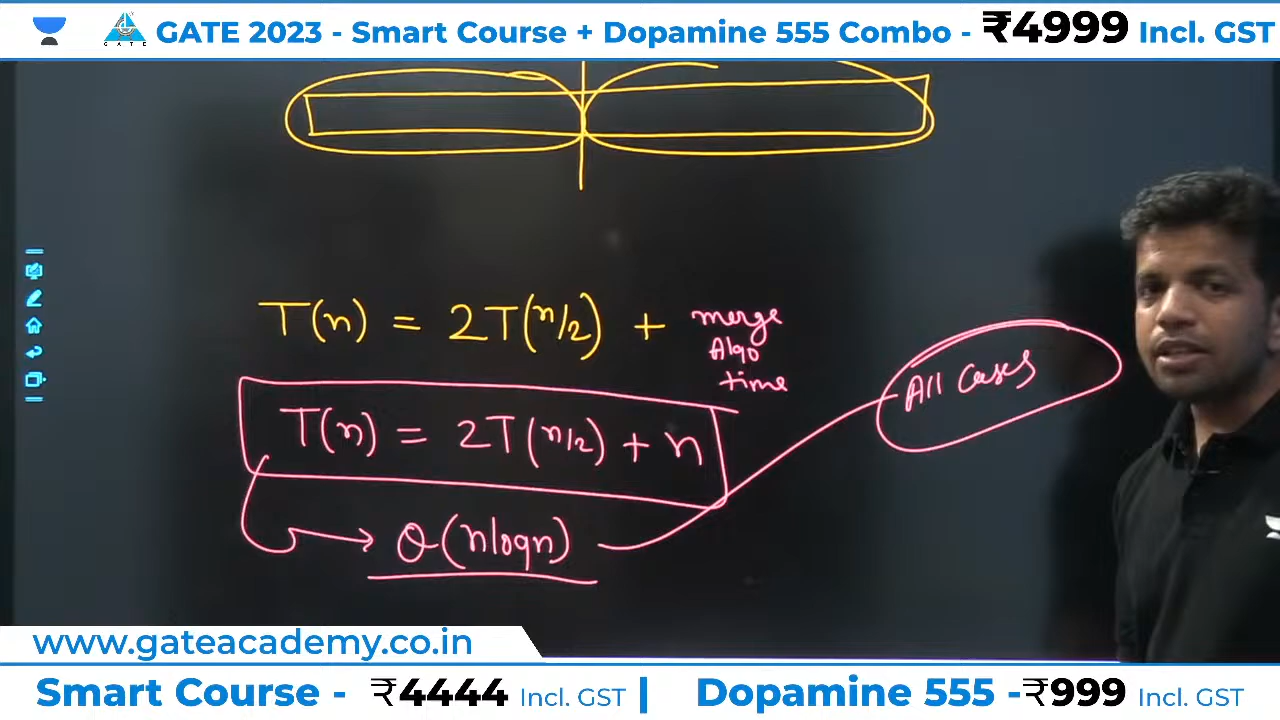 GATE 2023 - Smart Course + Dopamine 555 Combo - ₹4999 Incl. GST
GATE
T(n) = 2T(n/2) + merge
Algo
time
All Cases
T(n) = 2T(n/2) + n
θ(nlogn)
www.gateacademy.co.in
Smart Course - ₹4444 Incl. GST | Dopamine 555 -₹999 Incl. GST